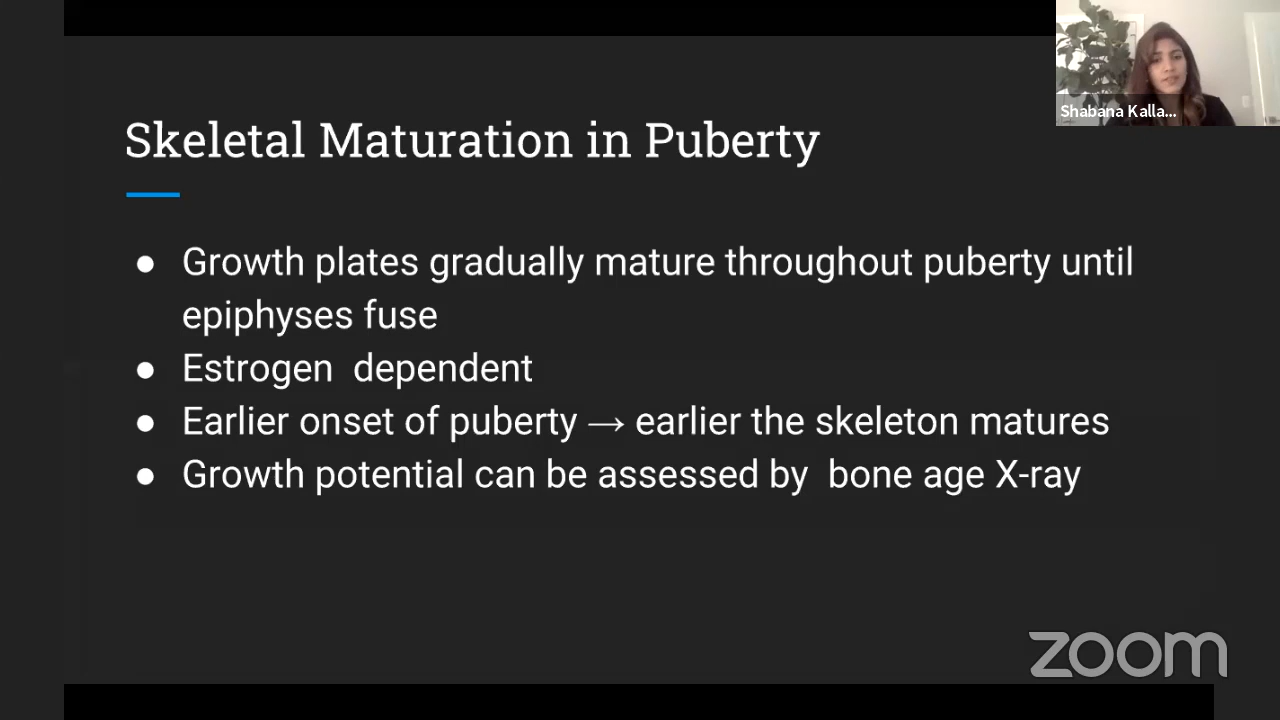 Shabana Kalla...
Skeletal Maturation in Puberty
● Growth plates gradually mature throughout puberty until
epiphyses fuse
● Estrogen  dependent
● Earlier onset of puberty → earlier the skeleton matures
● Growth potential can be assessed by  bone age X-ray
zoom